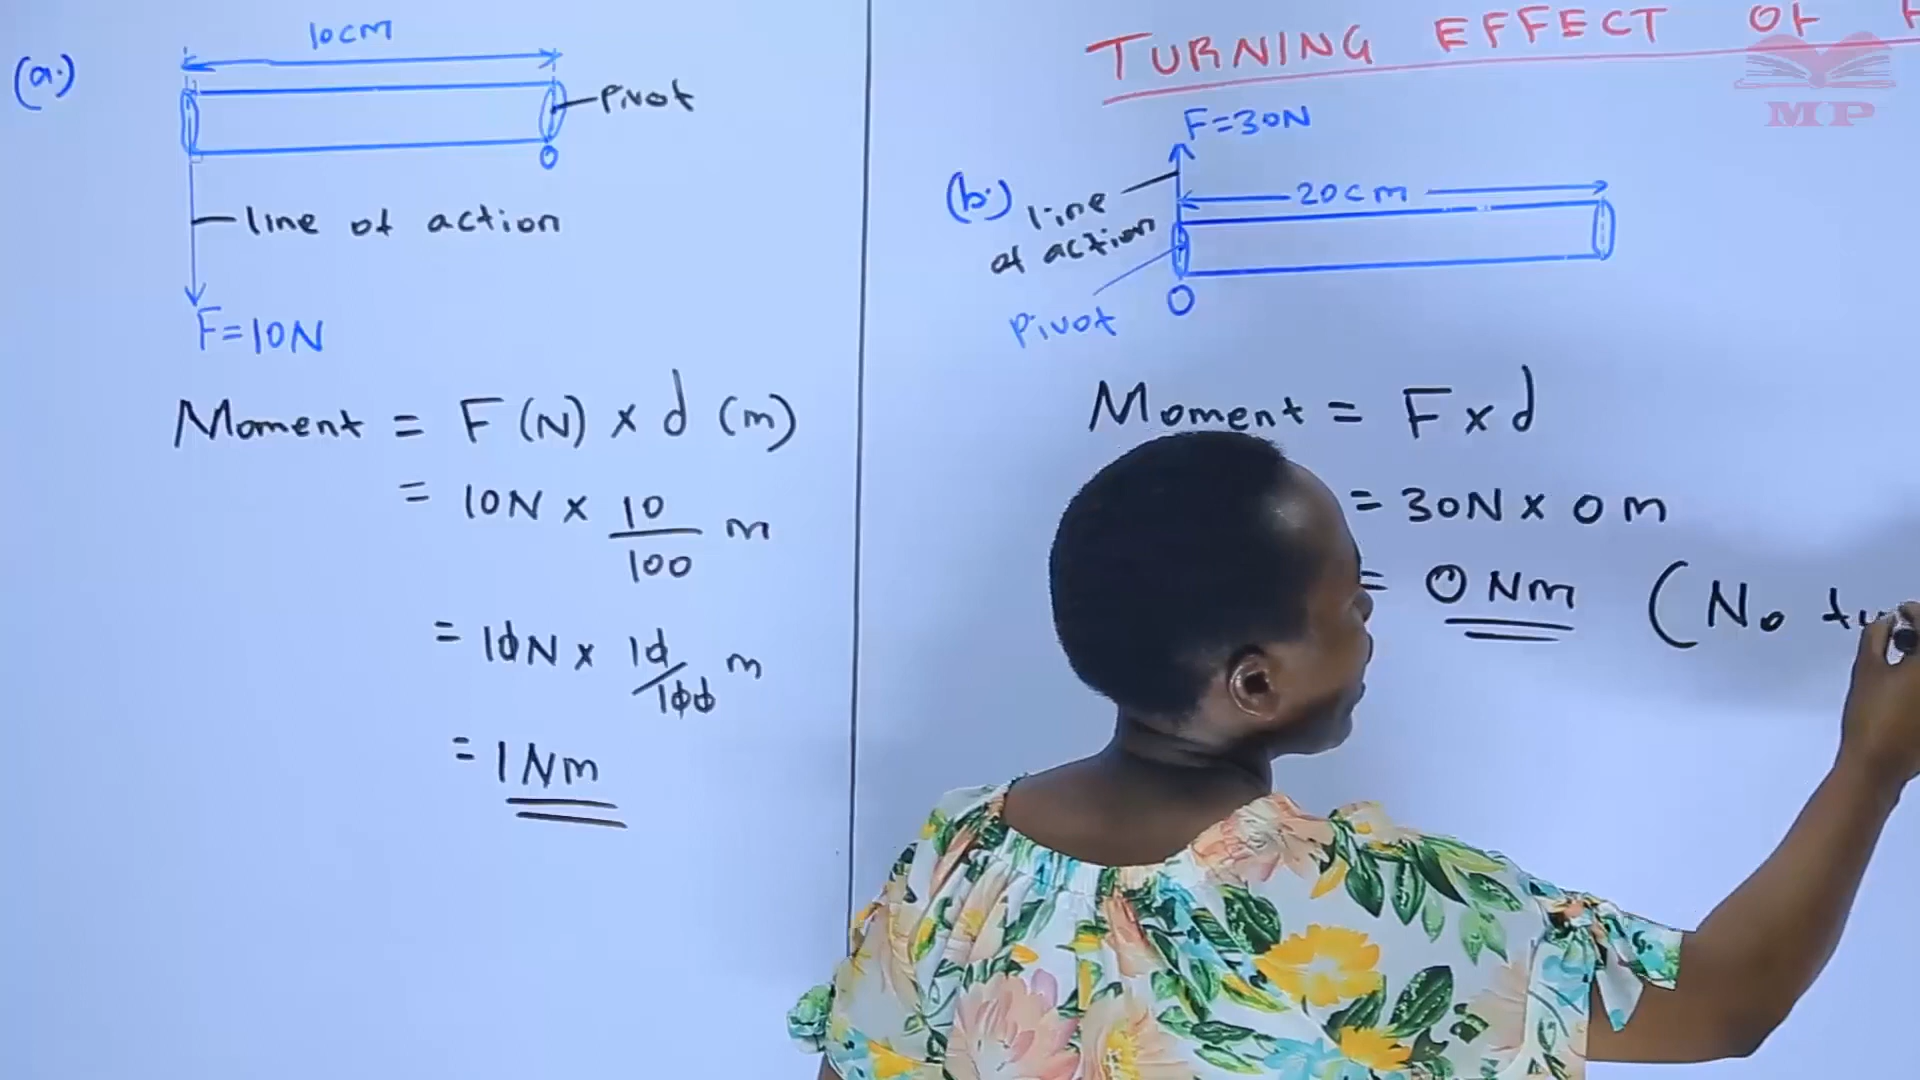 (a.)
10cm
Pivot
O
line of action
F=10N
Moment = F (N) x d (m)
= 10N x 10/100 m
= 10N x 10/100 m
= 1Nm
TURNING EFFECT OF
MP
F=30N
(b.) line
of action
20cm
O
Pivot
Moment = F x d
= 30N x 0 m
= 0 Nm (No